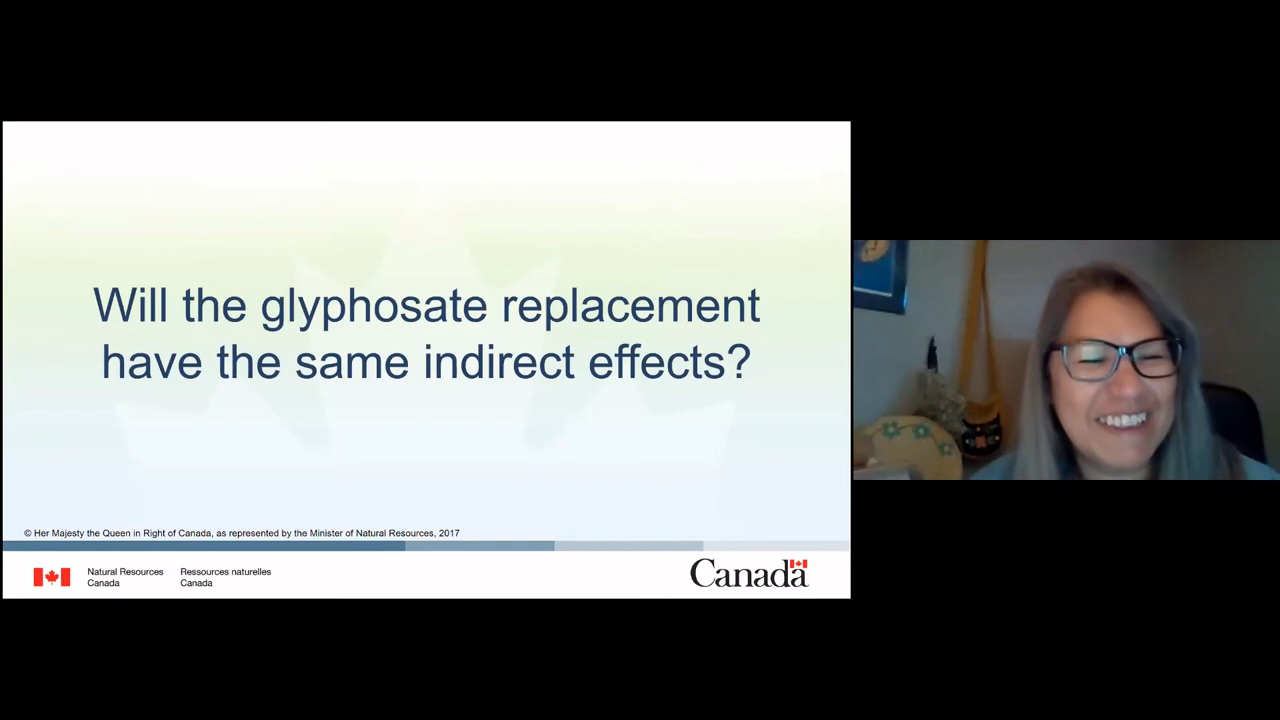 Will the glyphosate replacement
have the same indirect effects?
© Her Majesty the Queen in Right of Canada, as represented by the Minister of Natural Resources, 2017
Natural Resources
Canada
Ressources naturelles
Canada
Canada